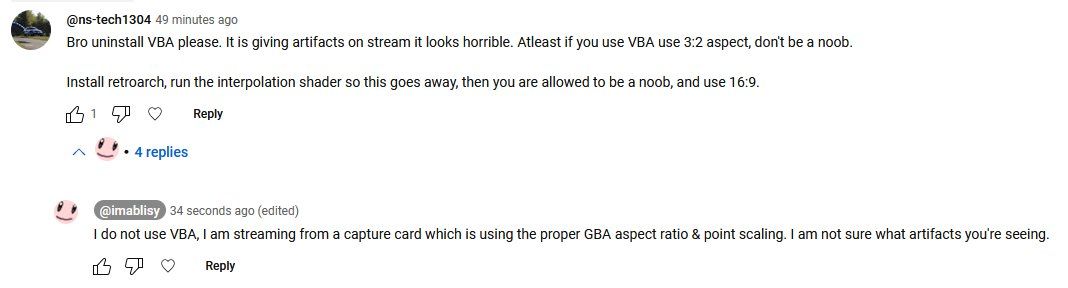 @ns-tech1304 49 minutes ago
Bro uninstall VBA please. It is giving artifacts on stream it looks horrible. Atleast if you use VBA use 3:2 aspect, don't be a noob.
Install retroarch, run the interpolation shader so this goes away, then you are allowed to be a noob, and use 16:9.
1 Reply
• 4 replies
@imablisy 34 seconds ago (edited)
I do not use VBA, I am streaming from a capture card which is using the proper GBA aspect ratio & point scaling. I am not sure what artifacts you're seeing.
Reply